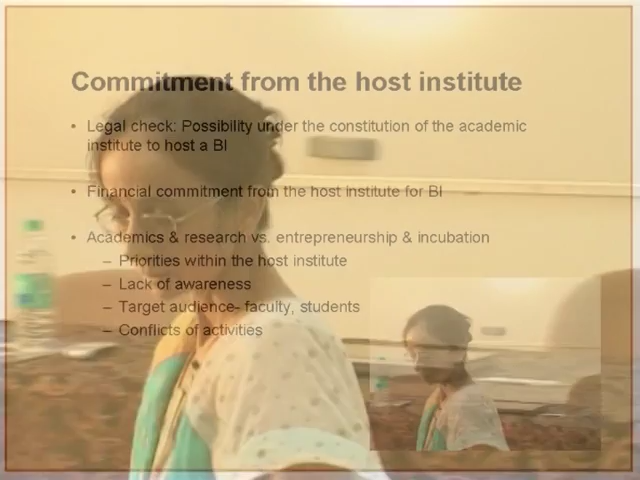 Commitment from the host institute
• Legal check: Possibility under the constitution of the academic
institute to host a BI
• Financial commitment from the host institute for BI
• Academics & research vs. entrepreneurship & incubation
– Priorities within the host institute
– Lack of awareness
– Target audience- faculty, students
– Conflicts of activities